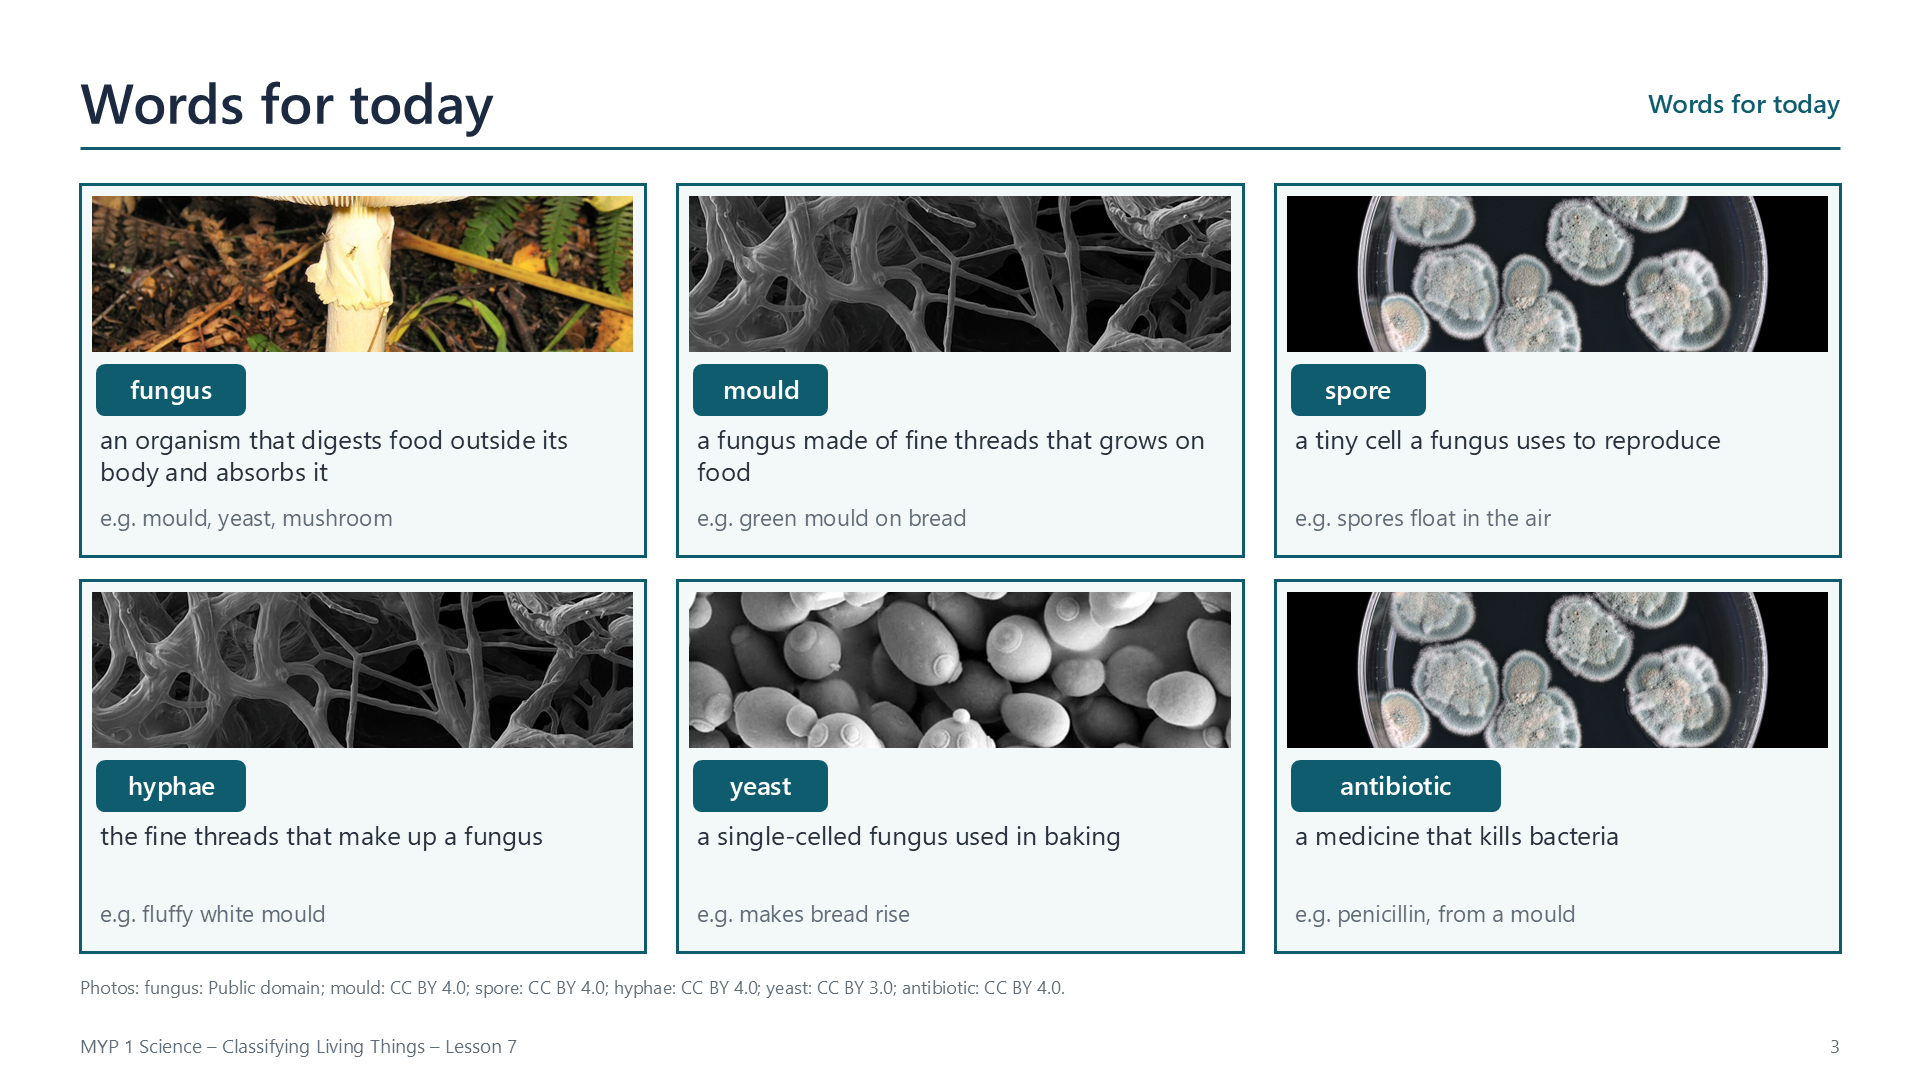 Words for today
Words for today
fungus
an organism that digests food outside its
body and absorbs it
e.g. mould, yeast, mushroom
mould
a fungus made of fine threads that grows on
food
e.g. green mould on bread
spore
a tiny cell a fungus uses to reproduce
e.g. spores float in the air
hyphae
the fine threads that make up a fungus
e.g. fluffy white mould
yeast
a single-celled fungus used in baking
e.g. makes bread rise
antibiotic
a medicine that kills bacteria
e.g. penicillin, from a mould
Photos: fungus: Public domain; mould: CC BY 4.0; spore: CC BY 4.0; hyphae: CC BY 4.0; yeast: CC BY 3.0; antibiotic: CC BY 4.0.
MYP 1 Science – Classifying Living Things – Lesson 7
3